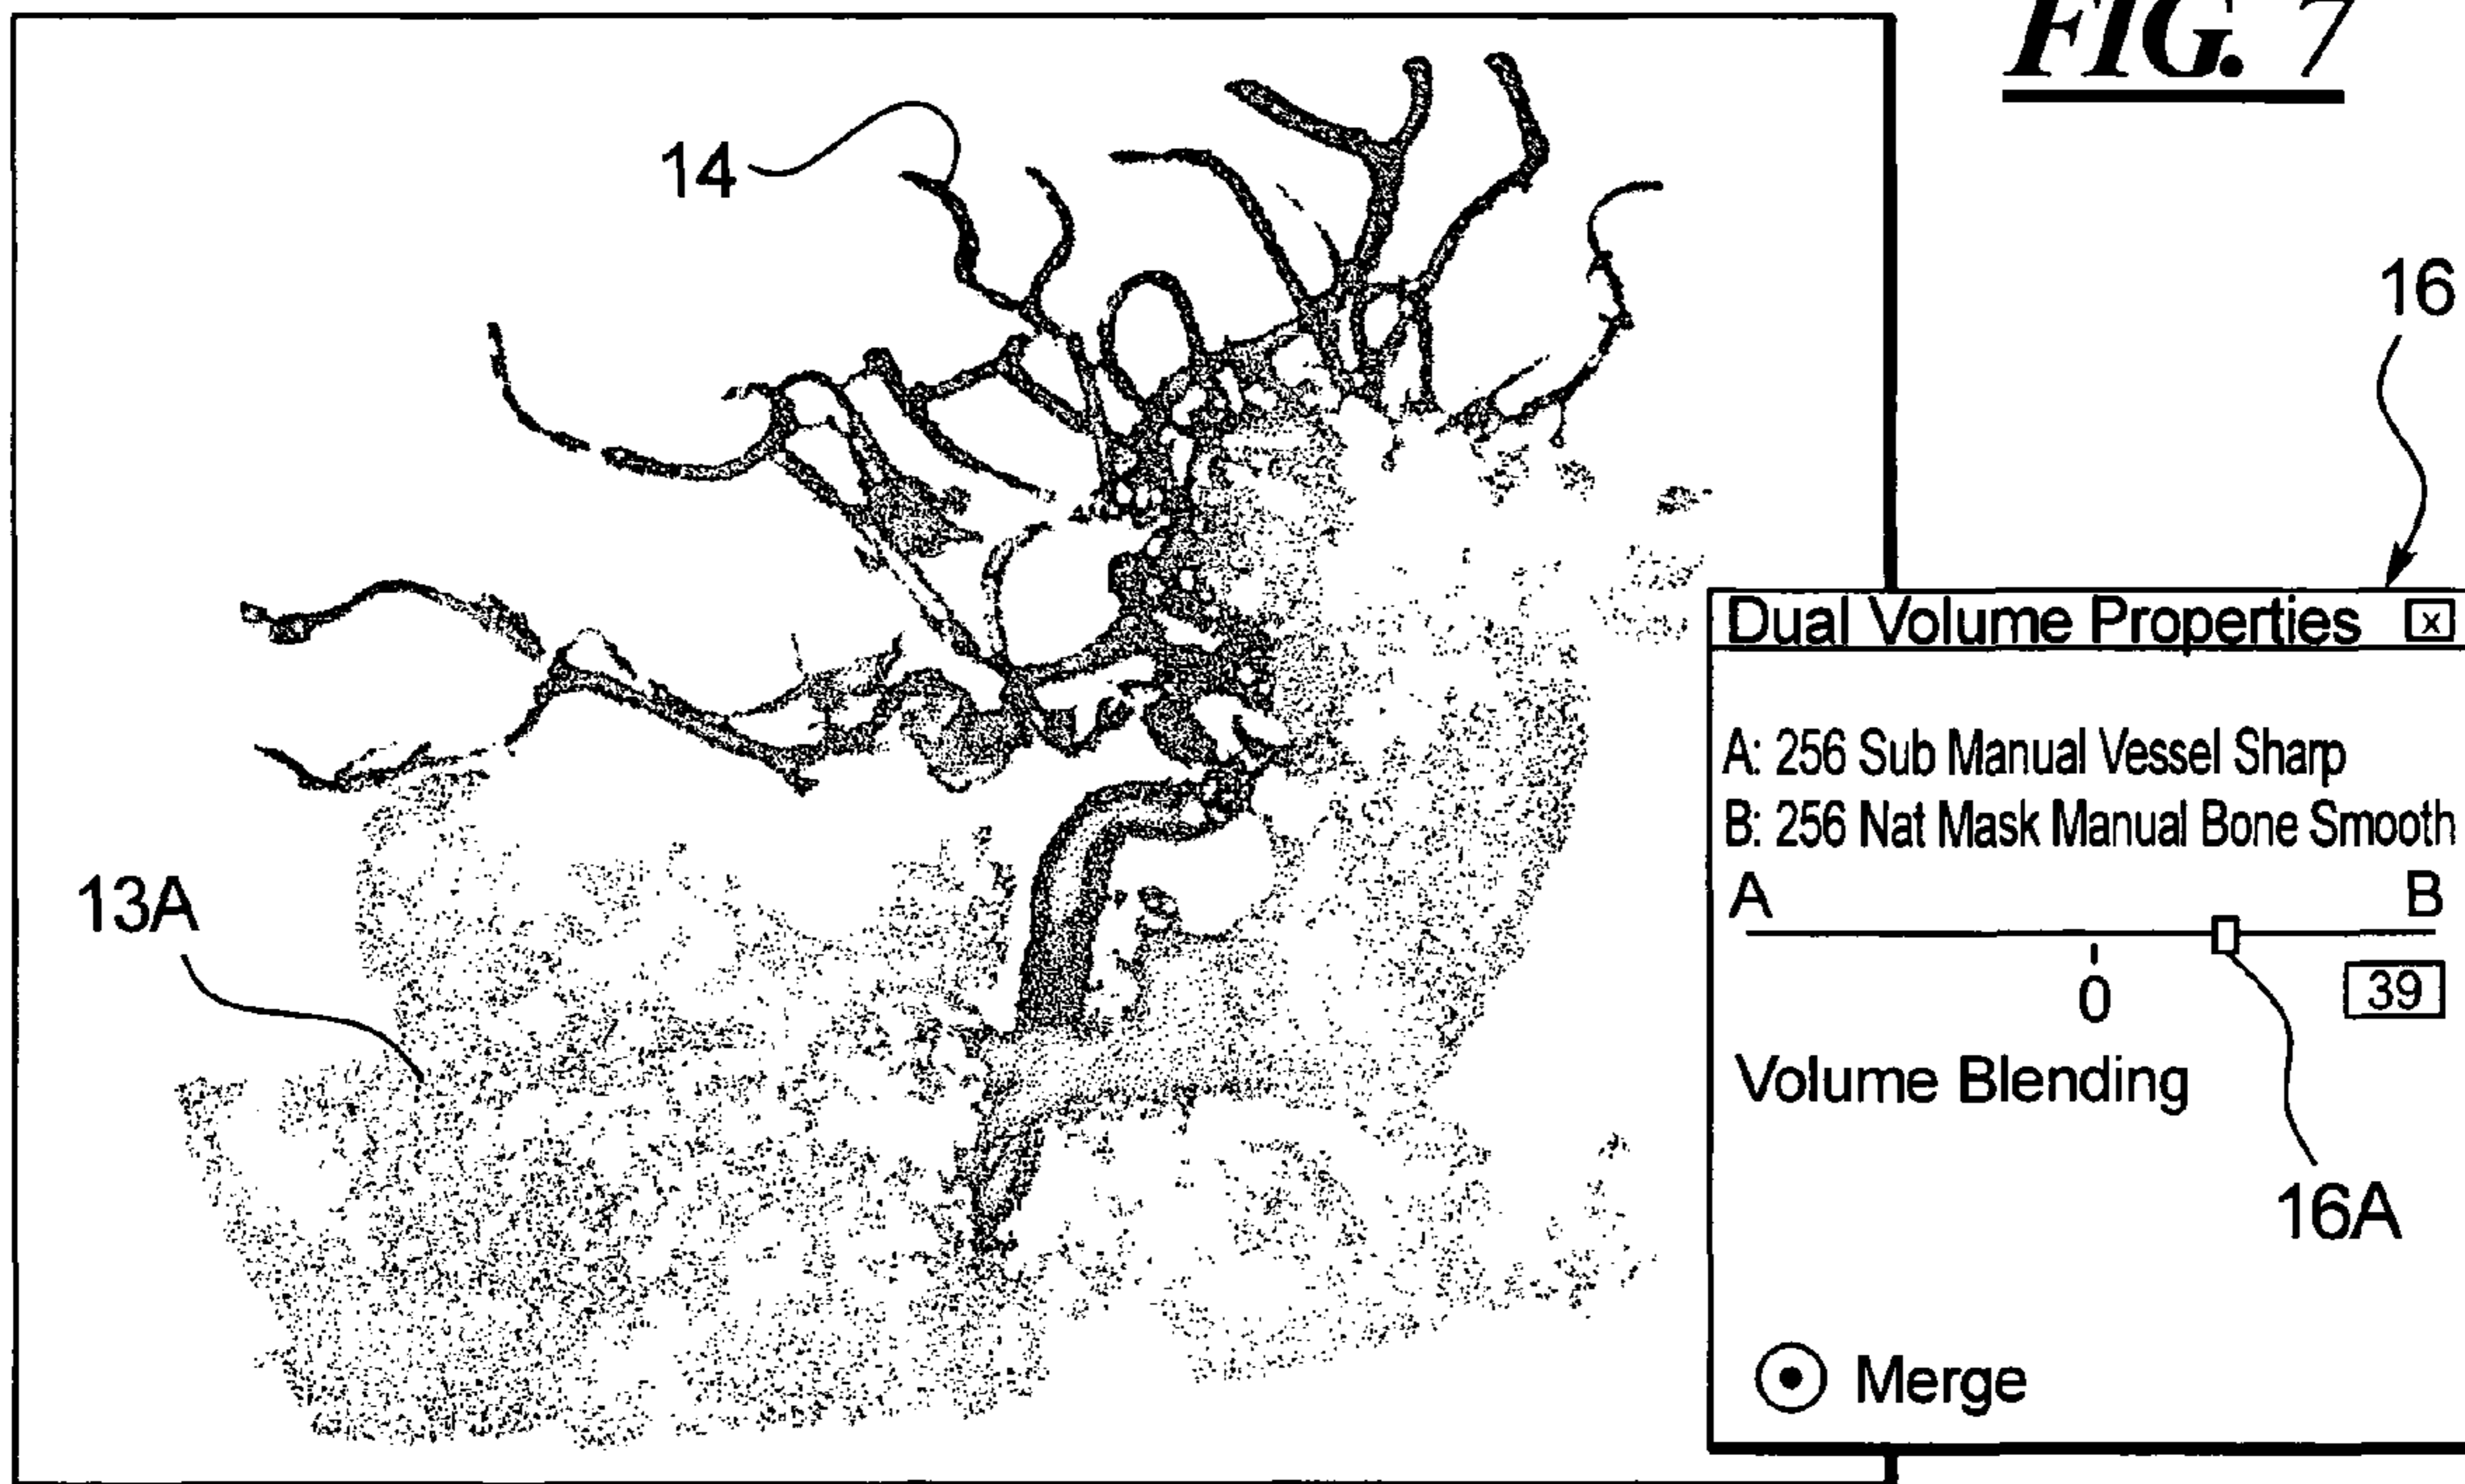 FIG. 7
14
16
13A
Dual Volume Properties x
A: 256 Sub Manual Vessel Sharp
B: 256 Nat Mask Manual Bone Smooth
A B
0 39
Volume Blending
16A
Merge